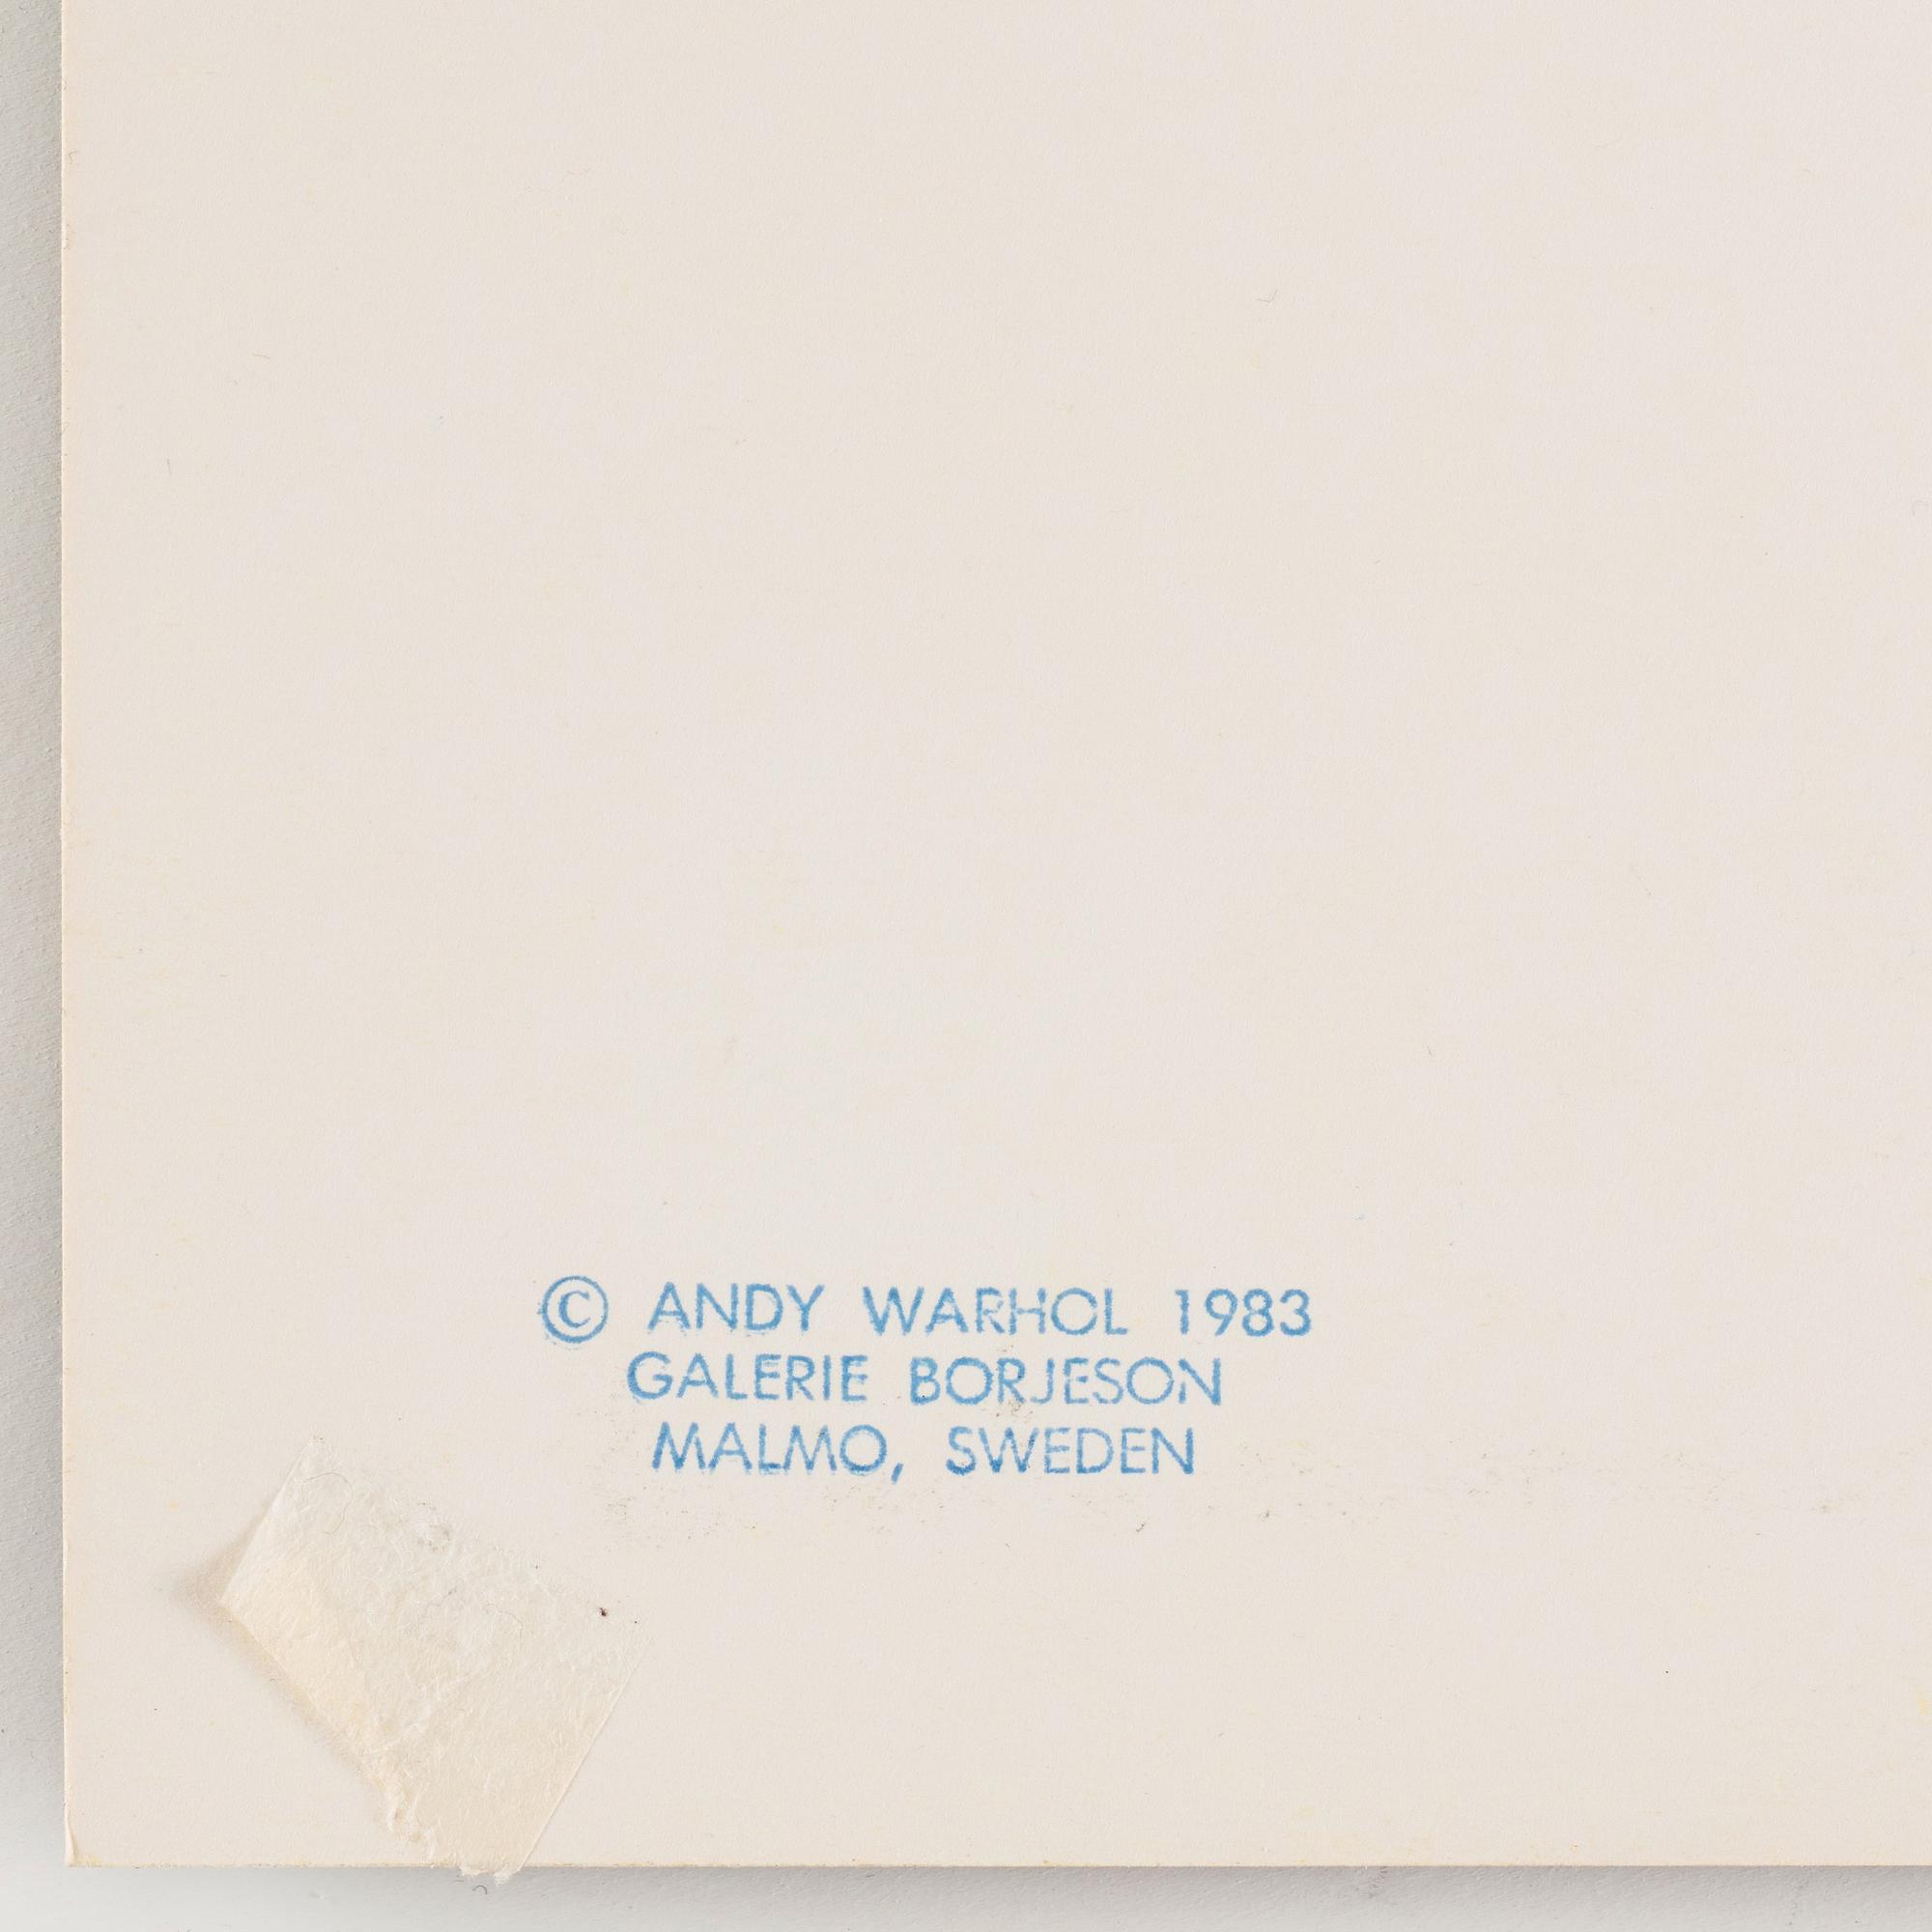 © ANDY WARHOL 1983
GALERIE BORJESON
MALMO, SWEDEN